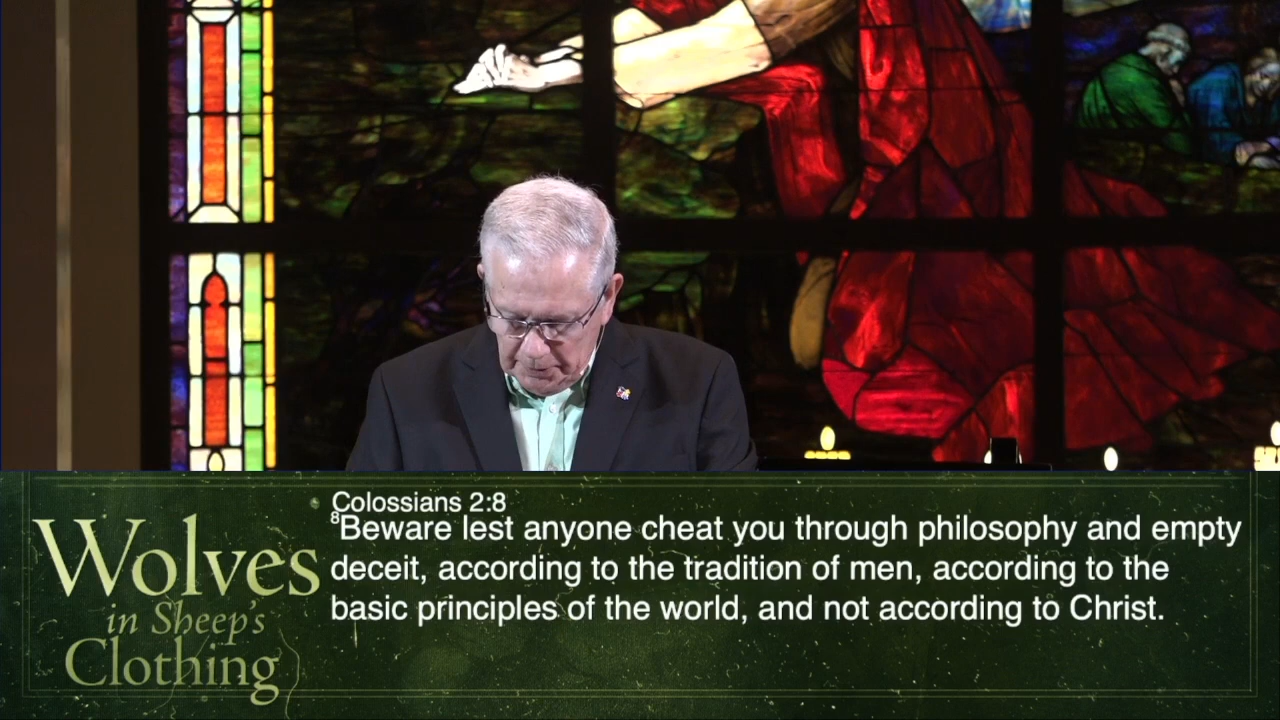 Wolves
in Sheep's
Clothing
Colossians 2:8
8Beware lest anyone cheat you through philosophy and empty
deceit, according to the tradition of men, according to the
basic principles of the world, and not according to Christ.